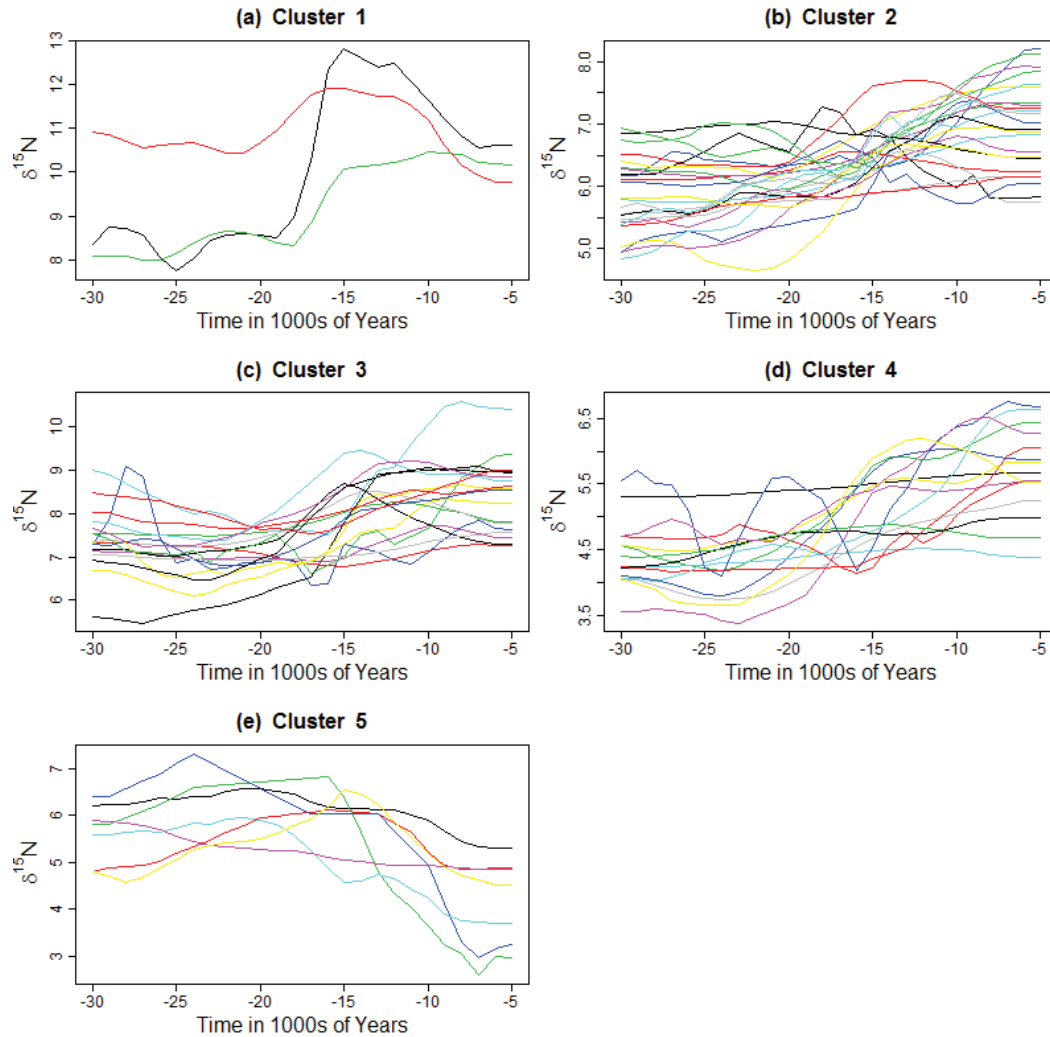 (a) Cluster 1
13
12
11
10
9
8
δ¹⁵N
-30 -25 -20 -15 -10 -5
Time in 1000s of Years
(b) Cluster 2
8.0
7.0
6.0
5.0
δ¹⁵N
-30 -25 -20 -15 -10 -5
Time in 1000s of Years
(c) Cluster 3
10
9
8
7
6
δ¹⁵N
-30 -25 -20 -15 -10 -5
Time in 1000s of Years
(d) Cluster 4
6.5
5.5
4.5
3.5
δ¹⁵N
-30 -25 -20 -15 -10 -5
Time in 1000s of Years
(e) Cluster 5
7
6
5
4
3
δ¹⁵N
-30 -25 -20 -15 -10 -5
Time in 1000s of Years